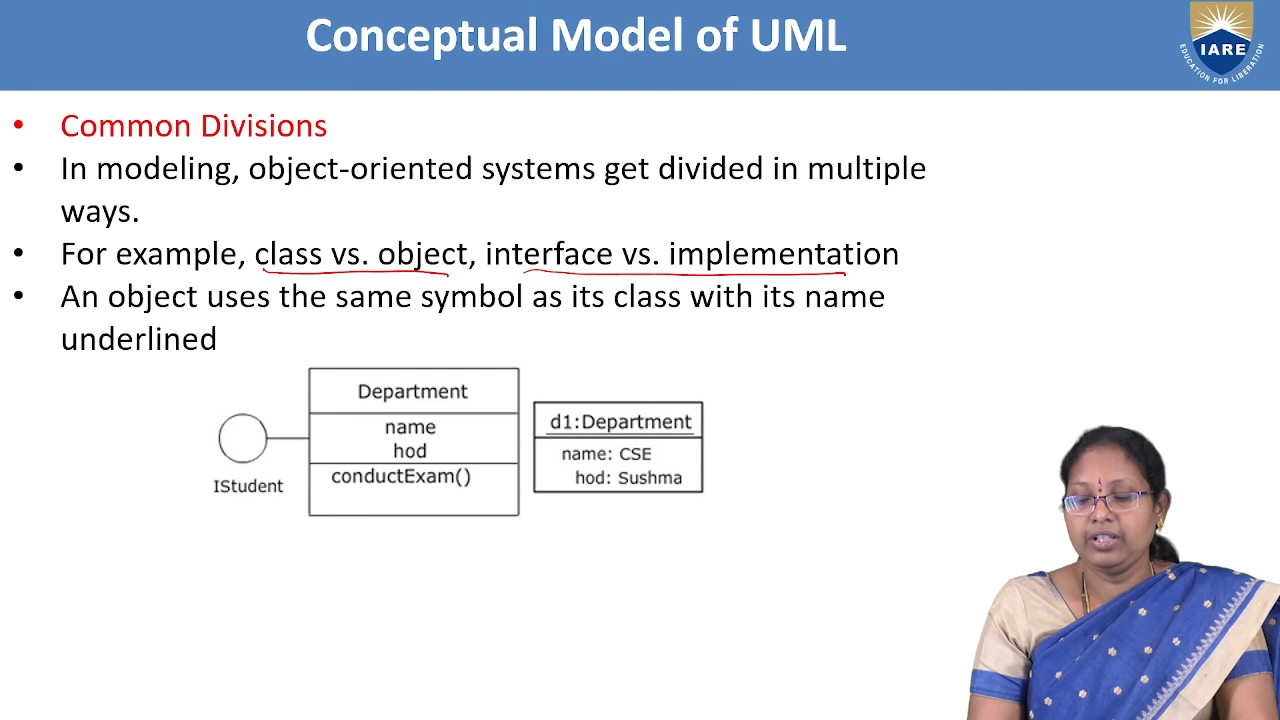 Conceptual Model of UML
IARE
EDUCATION FOR LIBERATION
• Common Divisions
• In modeling, object-oriented systems get divided in multiple
ways.
• For example, class vs. object, interface vs. implementation
• An object uses the same symbol as its class with its name
underlined
Department
name
hod
conductExam()
IStudent
d1:Department
name: CSE
hod: Sushma